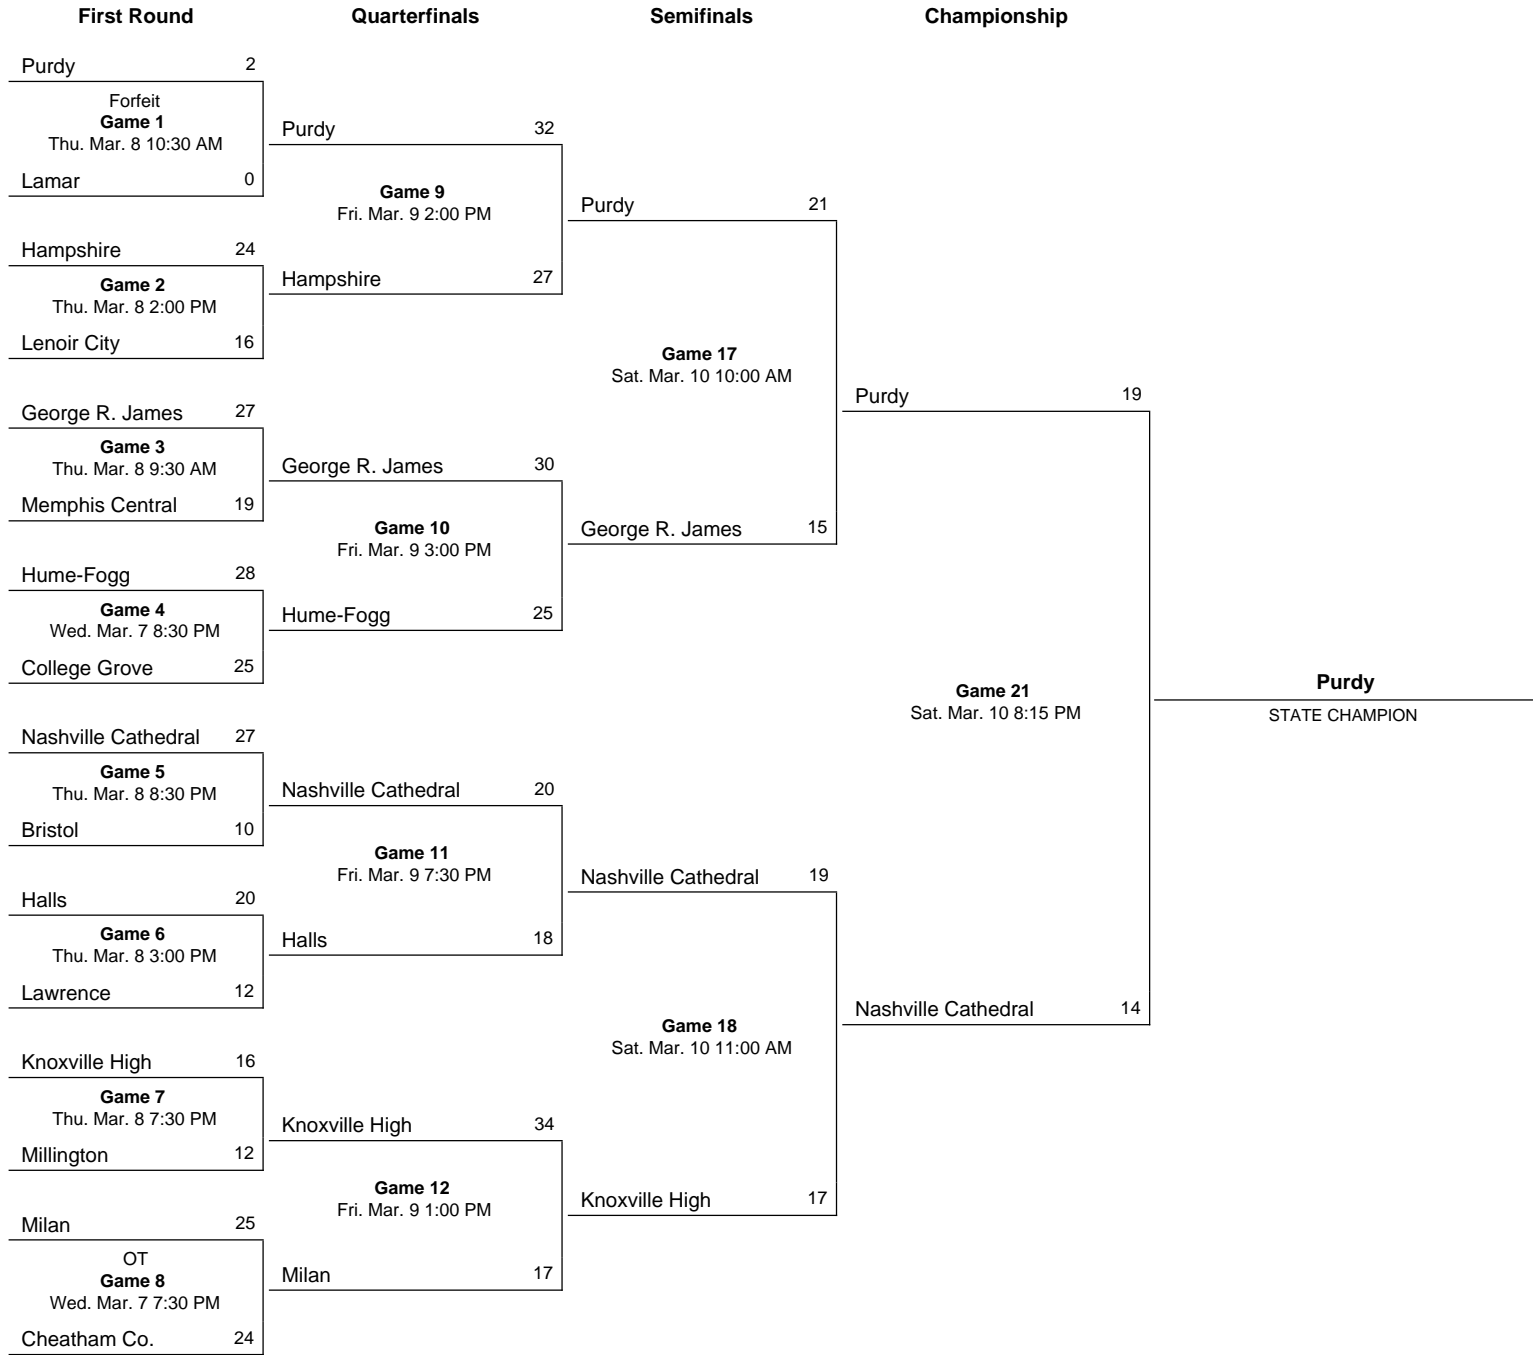 First Round Quarterfinals Semifinals Championship
Purdy 2
Forfeit
Game 1
Thu. Mar. 8 10:30 AM
Lamar 0
Hampshire 24
Game 2
Thu. Mar. 8 2:00 PM
Lenoir City 16
George R. James 27
Game 3
Thu. Mar. 8 9:30 AM
Memphis Central 19
Hume-Fogg 28
Game 4
Wed. Mar. 7 8:30 PM
College Grove 25
Nashville Cathedral 27
Game 5
Thu. Mar. 8 8:30 PM
Bristol 10
Halls 20
Game 6
Thu. Mar. 8 3:00 PM
Lawrence 12
Knoxville High 16
Game 7
Thu. Mar. 8 7:30 PM
Millington 12
Milan 25
OT
Game 8
Wed. Mar. 7 7:30 PM
Cheatham Co. 24
Purdy 32
Game 9
Fri. Mar. 9 2:00 PM
Hampshire 27
George R. James 30
Game 10
Fri. Mar. 9 3:00 PM
Hume-Fogg 25
Nashville Cathedral 20
Game 11
Fri. Mar. 9 7:30 PM
Halls 18
Knoxville High 34
Game 12
Fri. Mar. 9 1:00 PM
Milan 17
Purdy 21
Game 17
Sat. Mar. 10 10:00 AM
George R. James 15
Nashville Cathedral 19
Game 18
Sat. Mar. 10 11:00 AM
Knoxville High 17
Purdy 19
Game 21
Sat. Mar. 10 8:15 PM
Nashville Cathedral 14
Purdy
STATE CHAMPION